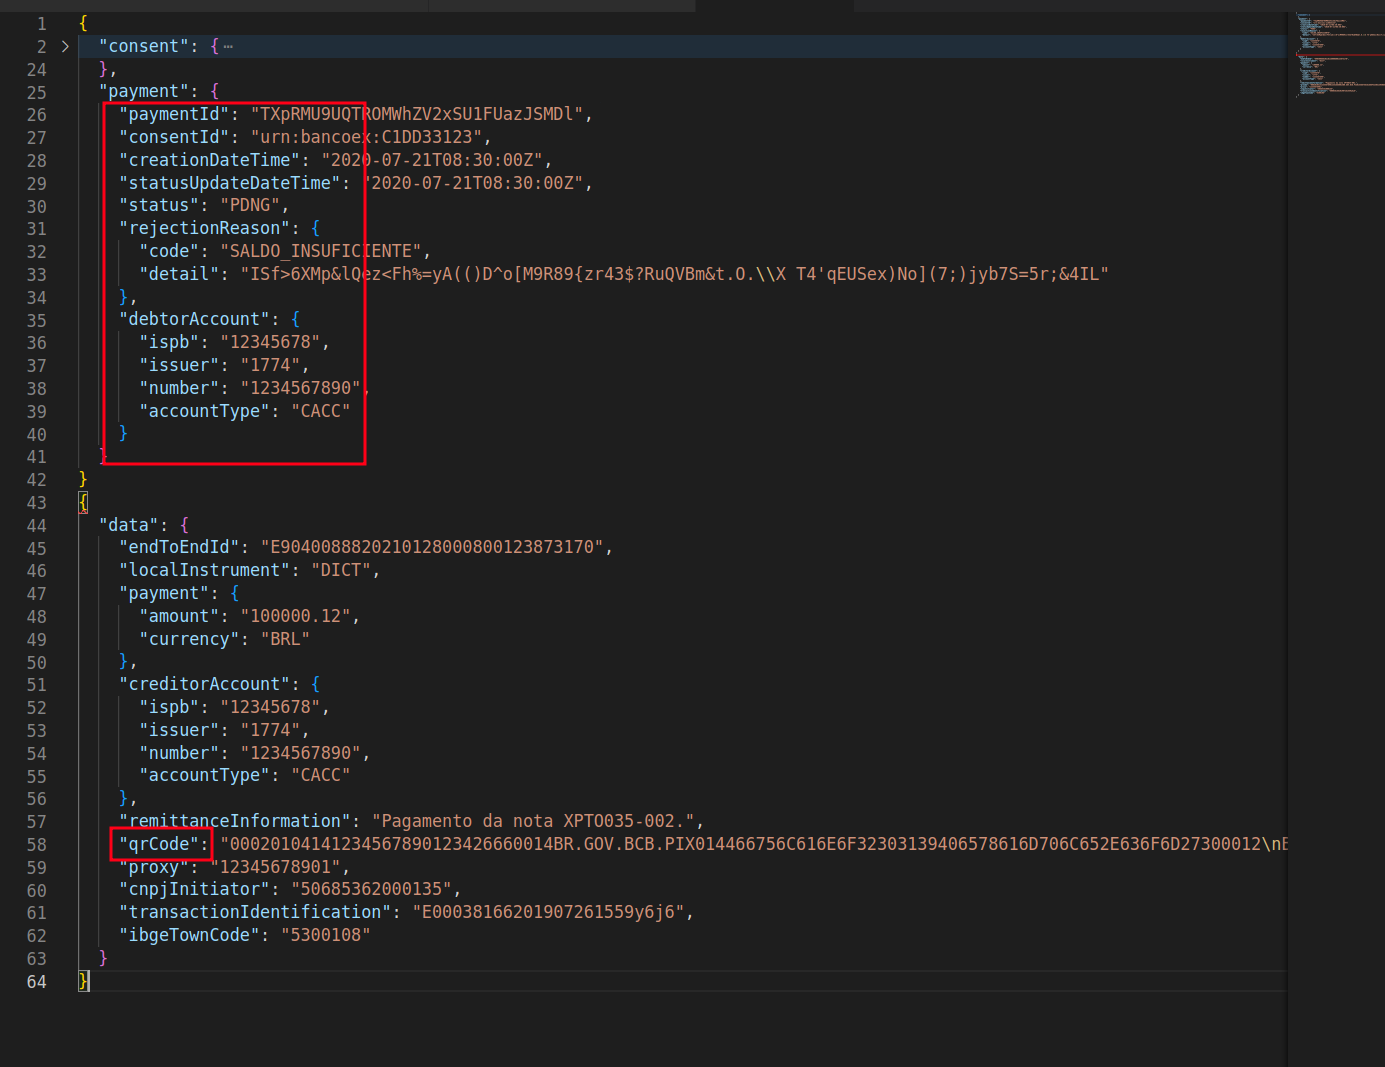 1 {
2 > "consent": { ⋯
24 },
25 "payment": {
26 "paymentId": "TXpRMU9UQTROMWhZV2xSU1FUazJSMDl",
27 "consentId": "urn:bancoex:C1DD33123",
28 "creationDateTime": "2020-07-21T08:30:00Z",
29 "statusUpdateDateTime": "2020-07-21T08:30:00Z",
30 "status": "PDNG",
31 "rejectionReason": {
32 "code": "SALDO_INSUFICIENTE",
33 "detail": "ISf>6XMp&lQez<Fh%=yA(()D^o[M9R89{zr43$?RuQVBm&t.O.\\X T4'qEUSex)No](7;)jyb7S=5r;&4IL"
34 },
35 "debtorAccount": {
36 "ispb": "12345678",
37 "issuer": "1774",
38 "number": "1234567890",
39 "accountType": "CACC"
40 }
41 }
42 }
43 {
44 "data": {
45 "endToEndId": "E9040088820210128000800123873170",
46 "localInstrument": "DICT",
47 "payment": {
48 "amount": "100000.12",
49 "currency": "BRL"
50 },
51 "creditorAccount": {
52 "ispb": "12345678",
53 "issuer": "1774",
54 "number": "1234567890",
55 "accountType": "CACC"
56 },
57 "remittanceInformation": "Pagamento da nota XPTO035-002.",
58 "qrCode": "00020104141234567890123426660014BR.GOV.BCB.PIX014466756C616E6F32303139406578616D706C652E636F6D27300012\n
59 "proxy": "12345678901",
60 "cnpjInitiator": "50685362000135",
61 "transactionIdentification": "E00038166201907261559y6j6",
62 "ibgeTownCode": "5300108"
63 }
64 }